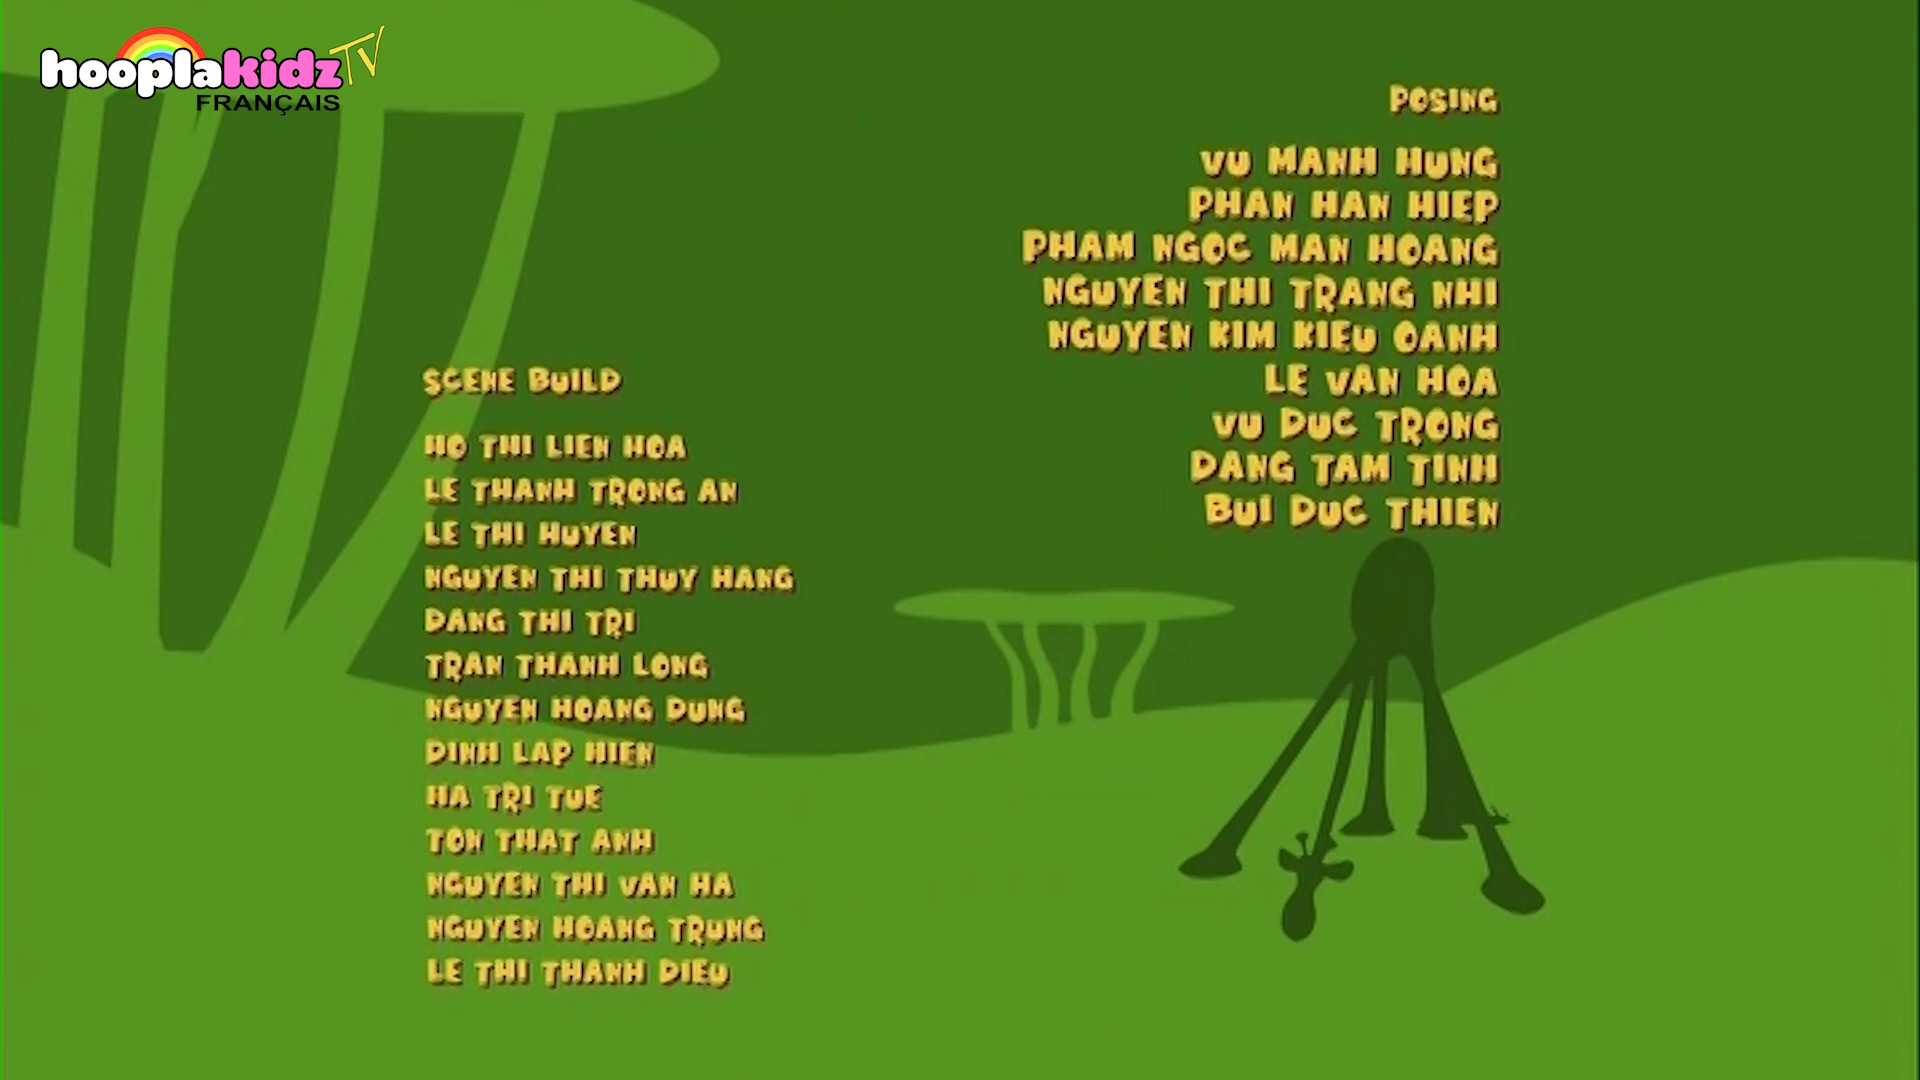 hooplakidz TV
FRANÇAIS
SCENE BUILD
HO THI LIEN HOA
LE THANH TRONG AN
LE THI HUYEN
NGUYEN THI THUY HANG
DANG THI TRI
TRAN THANH LONG
NGUYEN HOANG DUNG
DINH LAP HIEN
HA TRI TUE
TON THAT ANH
NGUYEN THI VAN HA
NGUYEN HOANG TRUNG
LE THI THANH DIEU
POSING
VU MANH HUNG
PHAN HAN HIEP
PHAM NGOC MAN HOANG
NGUYEN THI TRANG NHI
NGUYEN KIM KIEU OANH
LE VAN HOA
VU DUC TRONG
DANG TAM TINH
BUI DUC THIEN